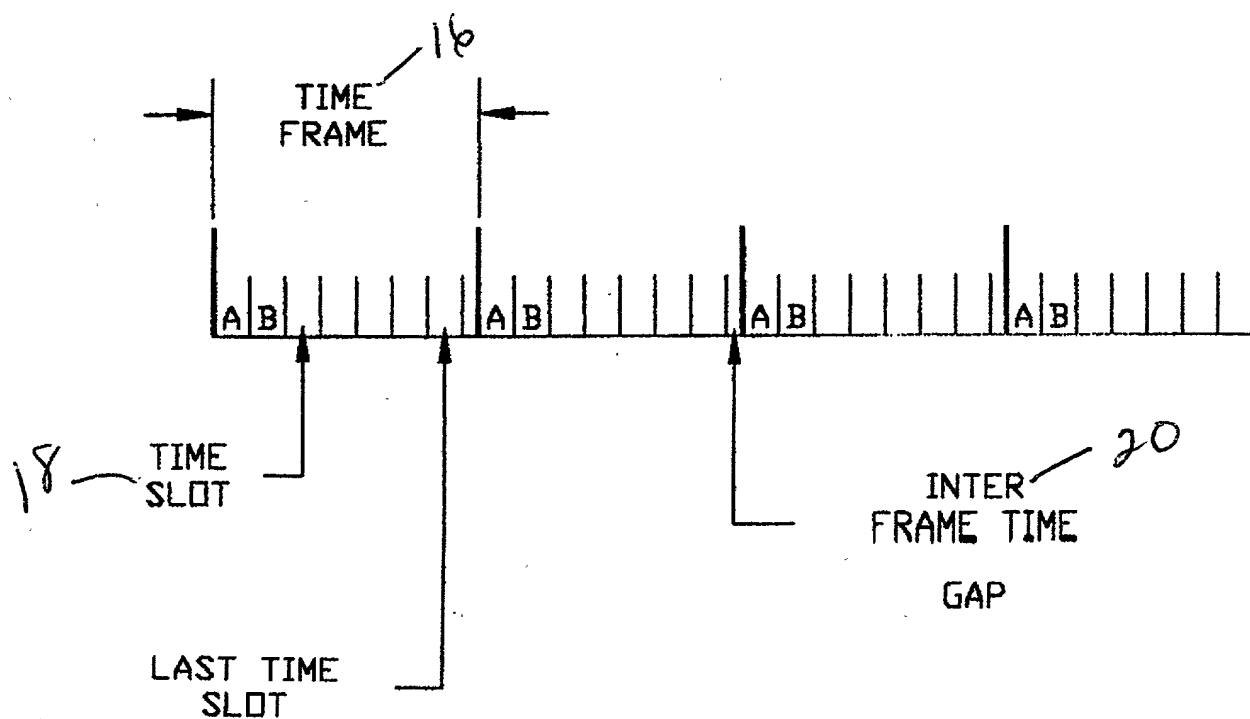 16
TIME
FRAME
A B A B A B A B
18
TIME
SLOT
20
INTER
FRAME TIME
GAP
LAST TIME
SLOT